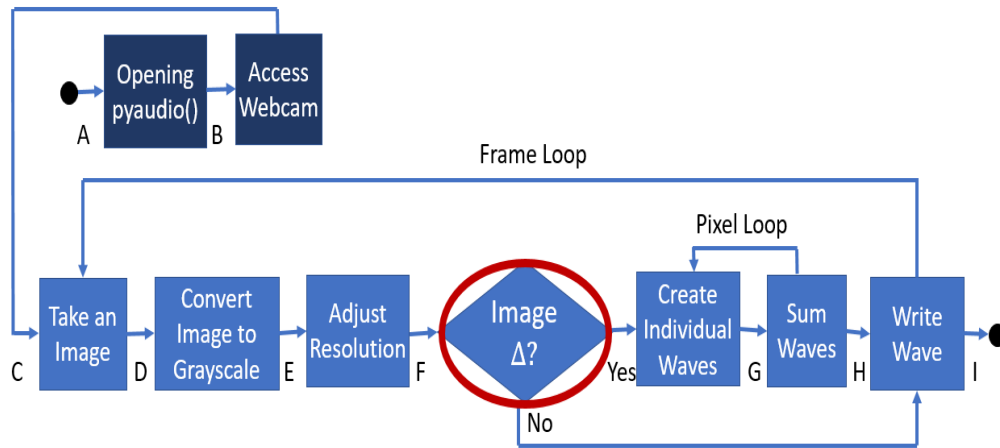 Opening
pyaudio()
Access
Webcam
A
B
Frame Loop
Pixel Loop
Take an
Image
Convert
Image to
Grayscale
Adjust
Resolution
Image
Δ?
Create
Individual
Waves
Sum
Waves
Write
Wave
C
D
E
F
Yes
G
H
I
No